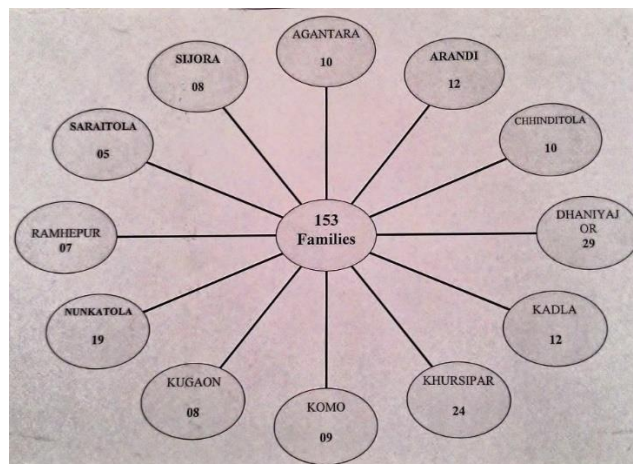 AGANTARA
10
ARANDI
12
CHHINDITOLA
10
DHANIYAJ
OR
29
KADLA
12
KHURSIPAR
24
KOMO
09
KUGAON
08
NUNKATOLA
19
RAMHEPUR
07
SARAITOLA
05
SIJORA
08
153
Families